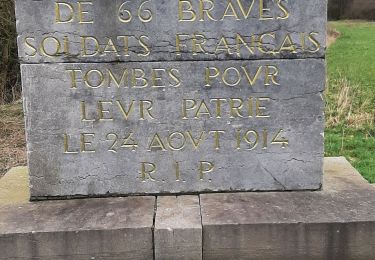 DE 66 BRAVES
SOLDATS FRANÇAIS
TOMBES POVR
LEVR PATRIE
LE 24 AOVT 1914
R.I.P.